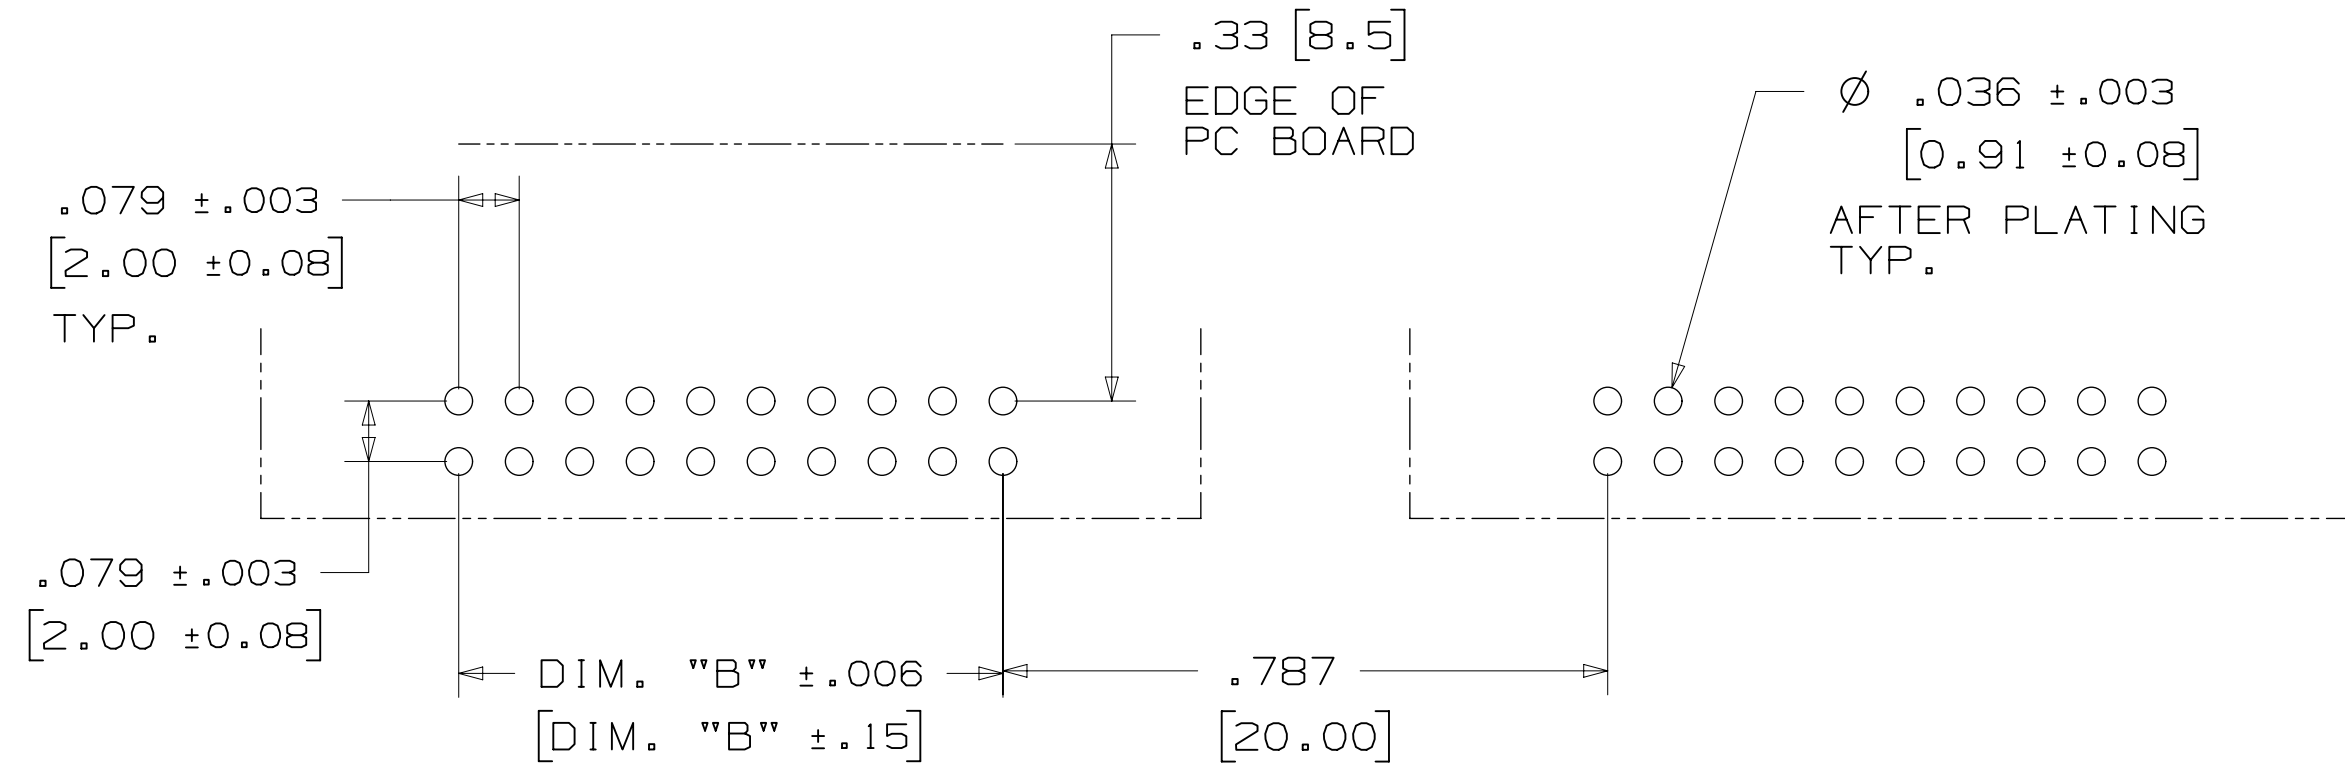 .33 [8.5]
EDGE OF
PC BOARD
Ø .036 ±.003
[0.91 ±0.08]
AFTER PLATING
TYP.
.079 ±.003
[2.00 ±0.08]
TYP.
.079 ±.003
[2.00 ±0.08]
DIM. "B" ±.006
[DIM. "B" ±.15]
.787
[20.00]